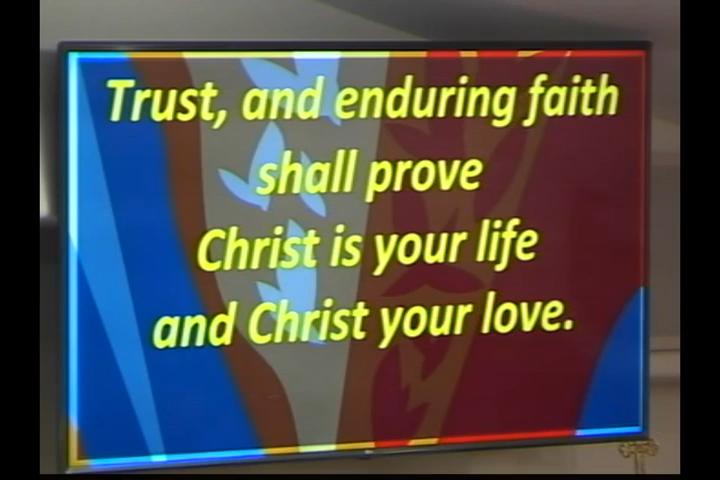 Trust, and enduring faith
shall prove
Christ is your life
and Christ your love.